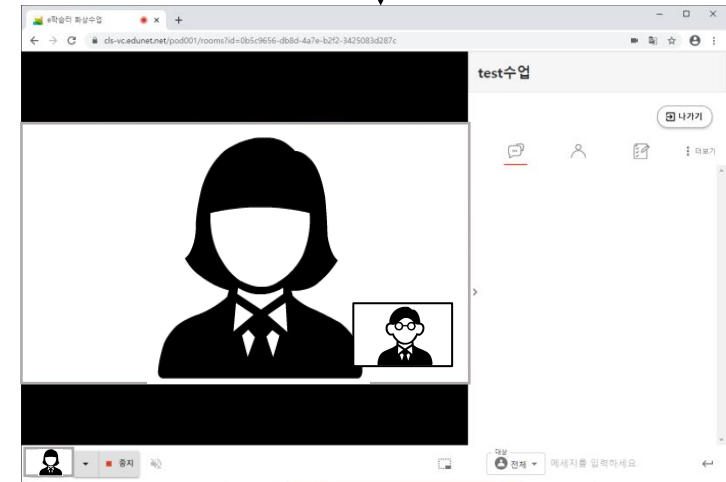 e학습터 화상수업
cls-vc.edunet.net/pod001/rooms?id=0b5c9656-db8d-4a7e-b2f2-3425083d287c
test수업
나가기
더보기
중지
대상
전체
메세지를 입력하세요